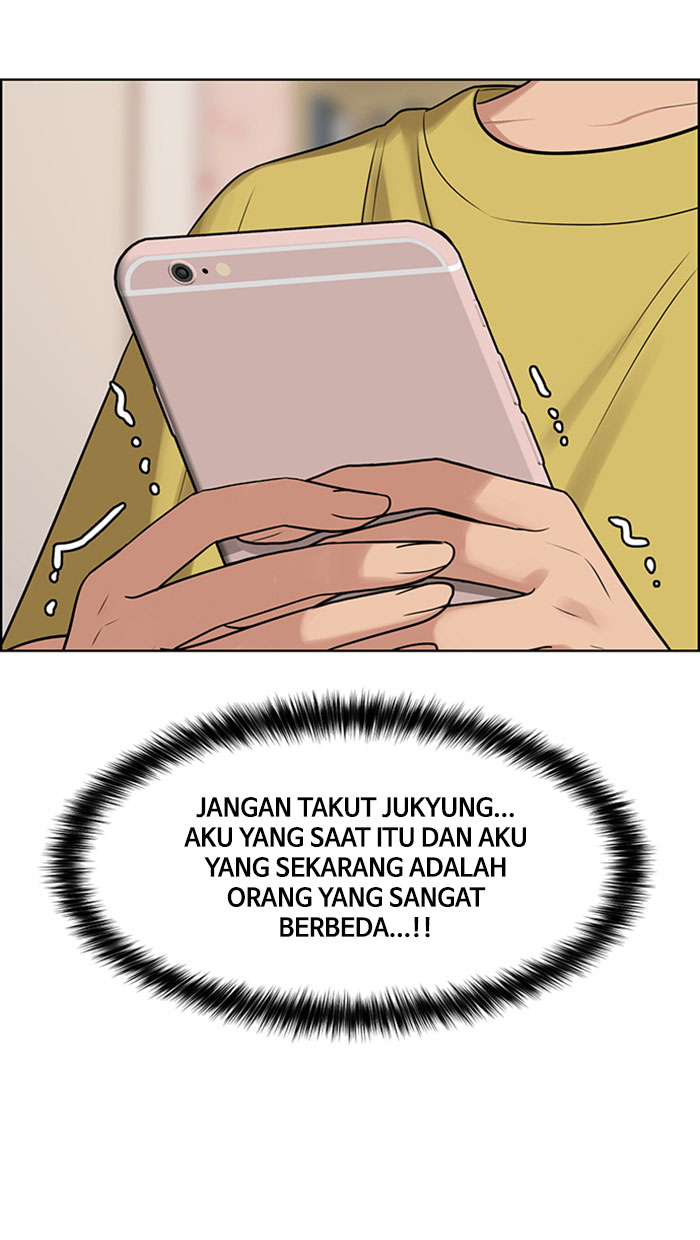 JANGAN TAKUT JUKYUNG...
AKU YANG SAAT ITU DAN AKU
YANG SEKARANG ADALAH
ORANG YANG SANGAT
BERBEDA...!!